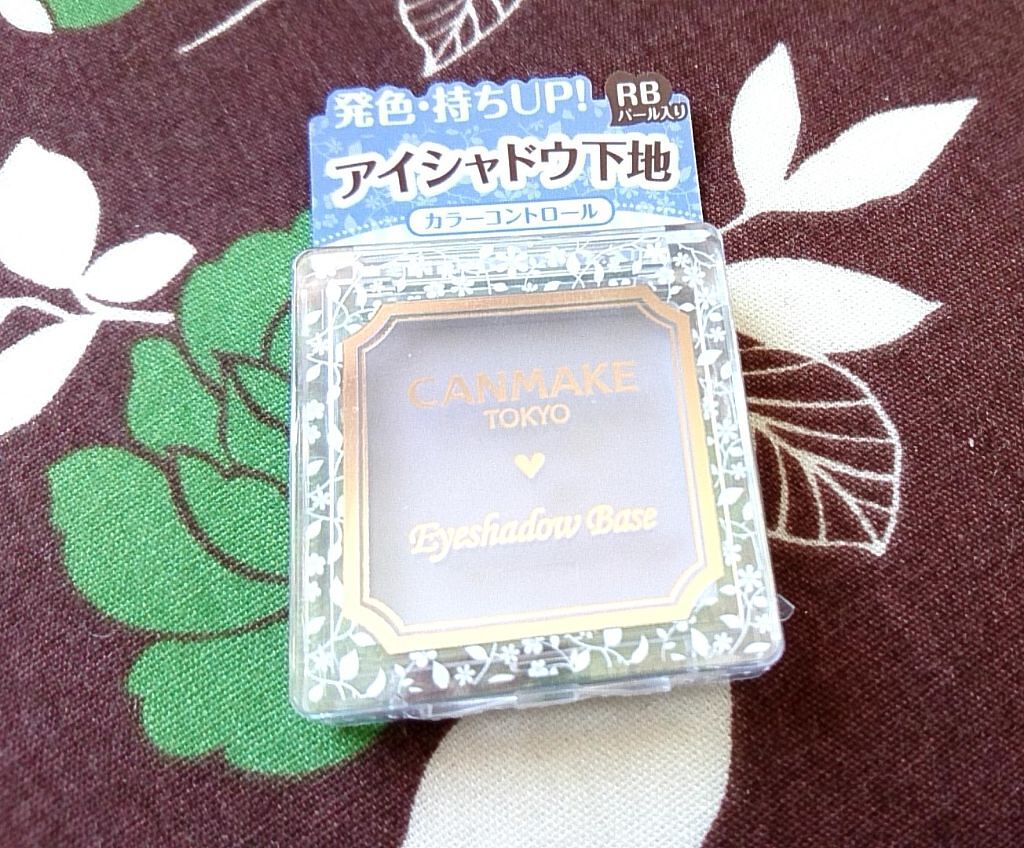 発色・持ちUP!
RB
パール入り
アイシャドウ下地
カラーコントロール
CANMAKE
TOKYO
Eyeshadow Base